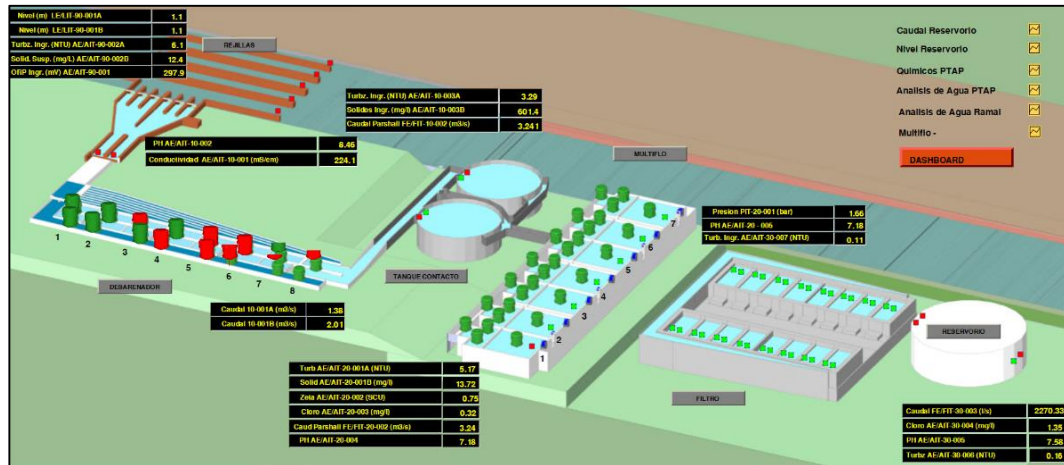 Nivel (m) LE/LIT-90-001A 1.1
Nivel (m) LE/LIT-90-001B 1.1
Turbz. Ingr. (NTU) AE/AIT-90-002A 6.1
Solid. Susp. (mg/L) AE/AIT-90-002B 12.4
ORP Ingr. (mV) AE/AIT-90-001 297.9
REJILLAS
Caudal Reservorio
Nivel Reservorio
Quimicos PTAP
Analisis de Agua PTAP
Analisis de Agua Ramal
Multiflo -
DASHBOARD
Turbz. Ingr. (NTU) AE/AIT-10-003A 3.29
Solidos Ingr. (mg/l) AE/AIT-10-003B 601.4
Caudal Parshall FE/FIT-10-002 (m3/s) 3.241
PH AE/AIT-10-002 8.46
Conductividad AE/AIT-10-001 (mS/cm) 224.1
MULTIFLO
Presion PIT-20-001 (bar) 1.66
PH AE/AIT-20 - 005 7.18
Turb. Ingr. AE/AIT-30-007 (NTU) 0.11
1 2 3 4 5 6 7 8
DESARENADOR
TANQUE CONTACTO
7
6
5
4
3
2
1
Caudal 10-001A (m3/s) 1.38
Caudal 10-001B (m3/s) 2.01
RESERVORIO
FILTRO
Turb AE/AIT-20-001A (NTU) 5.17
Solid AE/AIT-20-001B (mg/l) 13.72
Zeta AE/AIT-20-002 (SCU) 0.75
Cloro AE/AIT-20-003 (mg/l) 0.32
Caud Parshall FE/FIT-20-002 (m3/s) 3.24
PH AE/AIT-20-004 7.18
Caudal FE/FIT-30-003 (l/s) 2270.33
Cloro AE/AIT-30-004 (mg/l) 1.35
PH AE/AIT-30-005 7.58
Turbz AE/AIT-30-006 (NTU) 0.16